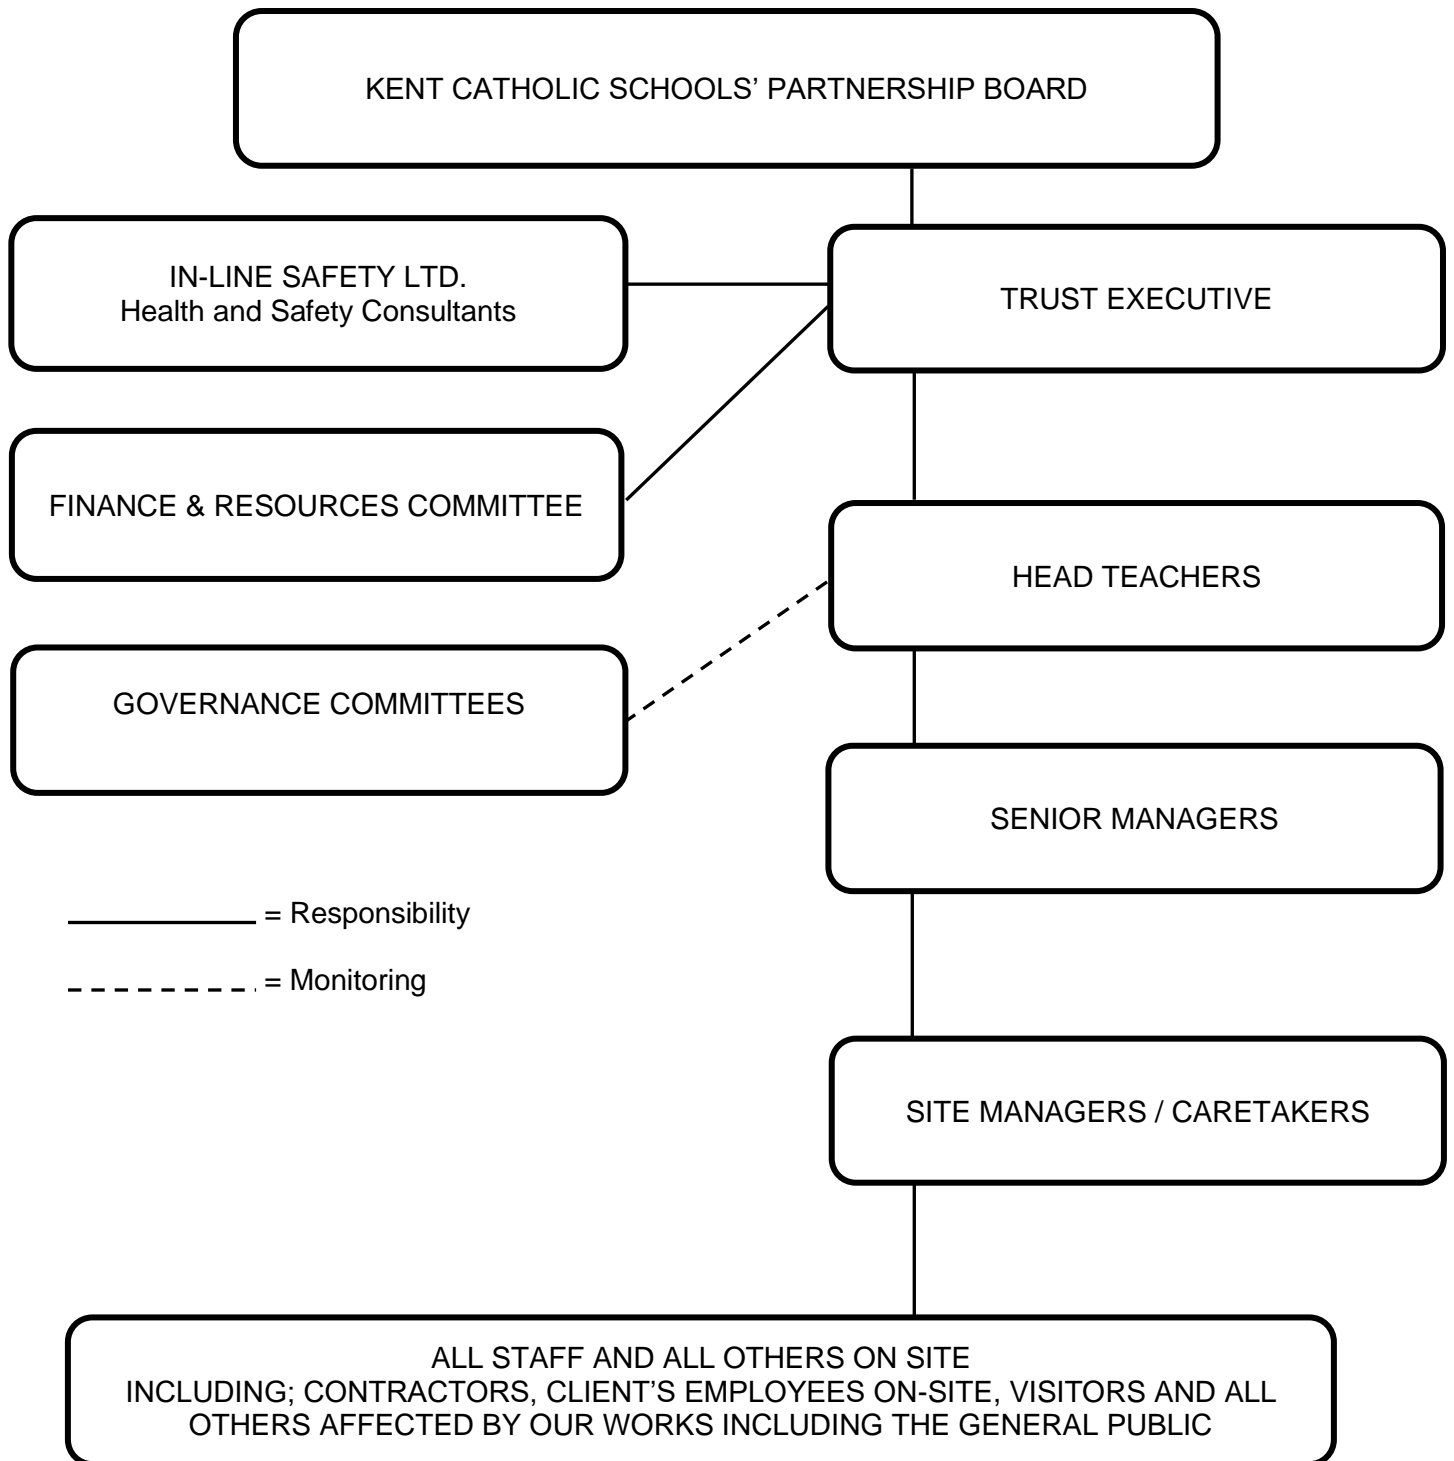 KENT CATHOLIC SCHOOLS’ PARTNERSHIP BOARD
IN-LINE SAFETY LTD.
Health and Safety Consultants
TRUST EXECUTIVE
FINANCE & RESOURCES COMMITTEE
HEAD TEACHERS
GOVERNANCE COMMITTEES
SENIOR MANAGERS
= Responsibility
= Monitoring
SITE MANAGERS / CARETAKERS
ALL STAFF AND ALL OTHERS ON SITE
INCLUDING; CONTRACTORS, CLIENT’S EMPLOYEES ON-SITE, VISITORS AND ALL
OTHERS AFFECTED BY OUR WORKS INCLUDING THE GENERAL PUBLIC